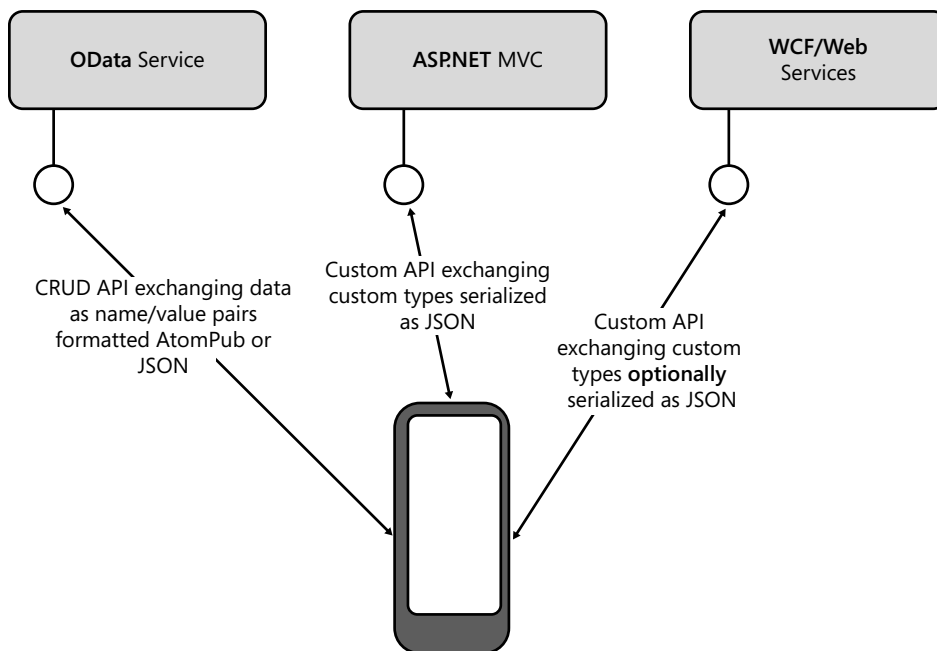 OData Service
ASP.NET MVC
WCF/Web
Services
CRUD API exchanging data
as name/value pairs
formatted AtomPub or
JSON
Custom API exchanging
custom types serialized
as JSON
Custom API
exchanging custom
types optionally
serialized as JSON